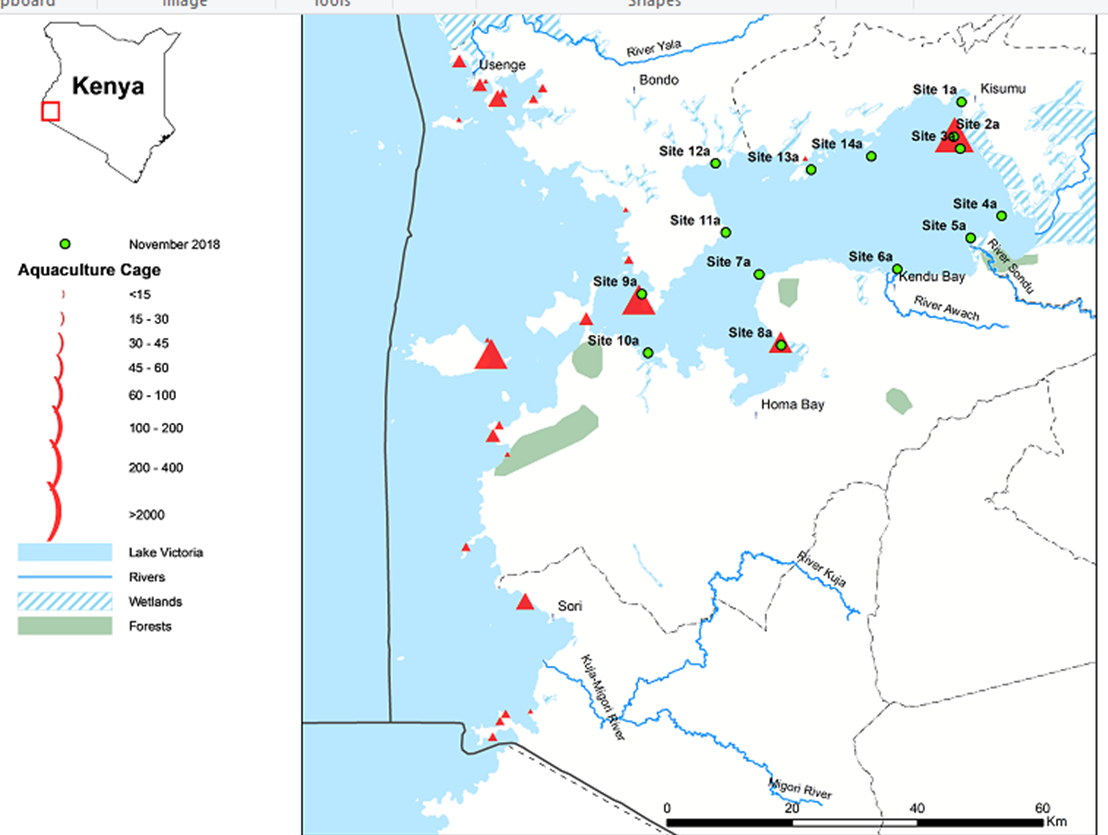 Tools
Shapes
Kenya
November 2018
Aquaculture Cage
<15
15 - 30
30 - 45
45 - 60
60 - 100
100 - 200
200 - 400
>2000
Lake Victoria
Rivers
Wetlands
Forests
River Yala
Usenge
Bondo
Site 1a
Kisumu
Site 2a
Site 3a
Site 14a
Site 13a
Site 12a
Site 4a
Site 5a
Site 11a
River Sondu
Site 6a
Site 7a
Kendu Bay
Site 9a
River Awach
Site 8a
Site 10a
Homa Bay
River Kuja
Sori
Kuja-Migori River
Migori River
0 20 40 60
Km